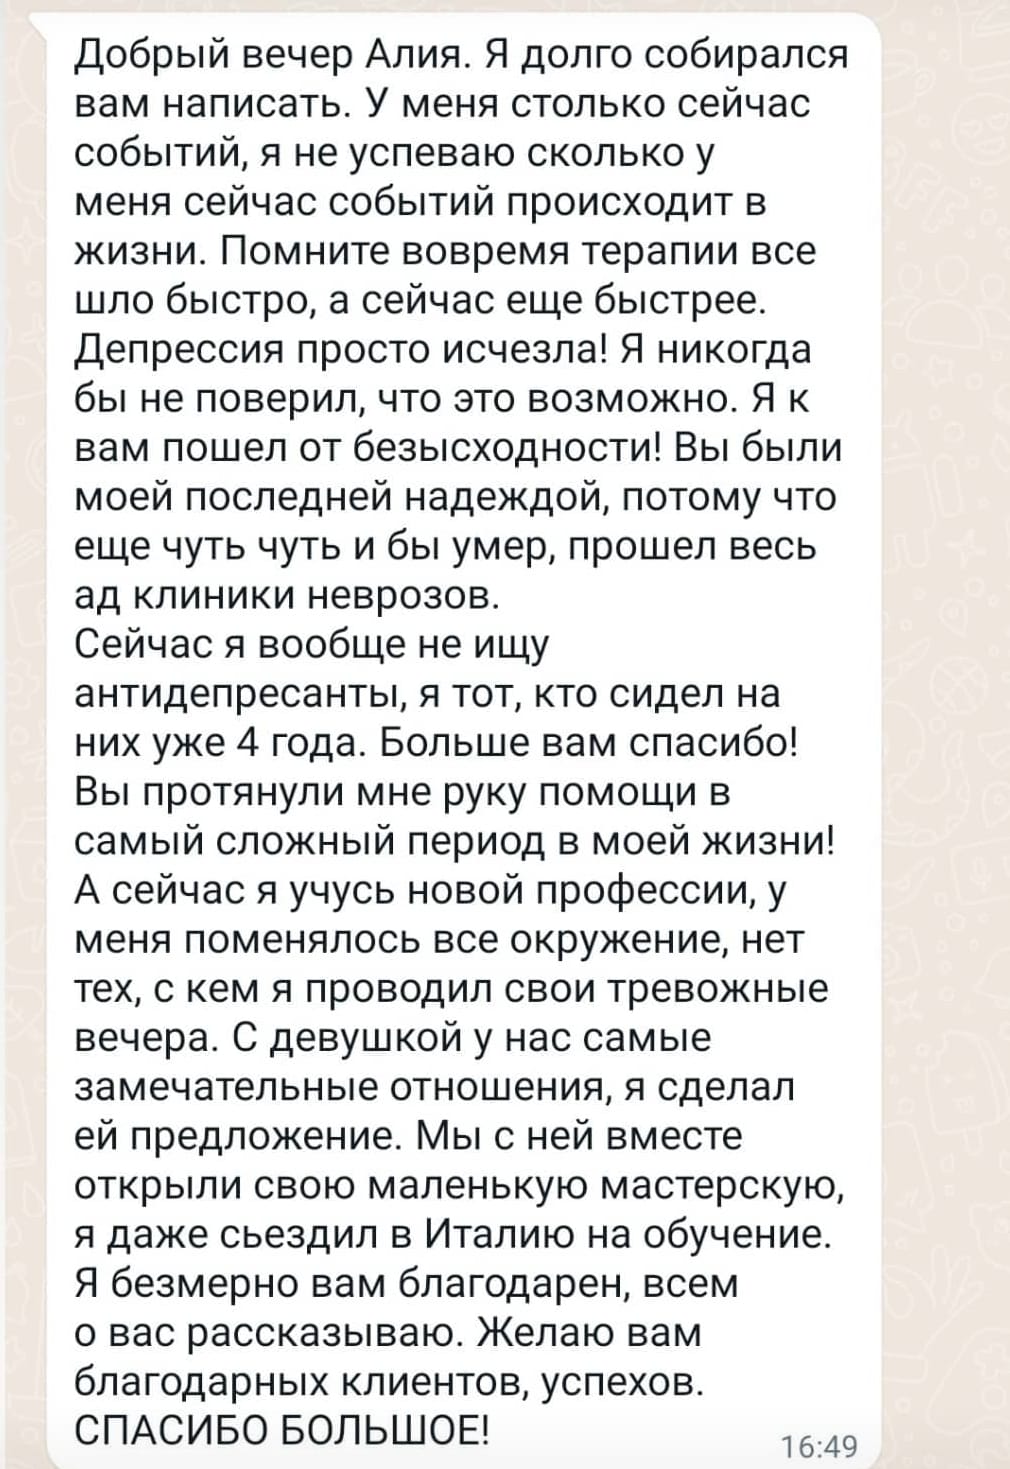 Добрый вечер Алия. Я долго собирался
вам написать. У меня столько сейчас
событий, я не успеваю сколько у
меня сейчас событий происходит в
жизни. Помните вовремя терапии все
шло быстро, а сейчас еще быстрее.
Депрессия просто исчезла! Я никогда
бы не поверил, что это возможно. Я к
вам пошел от безысходности! Вы были
моей последней надеждой, потому что
еще чуть чуть и бы умер, прошел весь
ад клиники неврозов.
Сейчас я вообще не ищу
антидепресанты, я тот, кто сидел на
них уже 4 года. Больше вам спасибо!
Вы протянули мне руку помощи в
самый сложный период в моей жизни!
А сейчас я учусь новой профессии, у
меня поменялось все окружение, нет
тех, с кем я проводил свои тревожные
вечера. С девушкой у нас самые
замечательные отношения, я сделал
ей предложение. Мы с ней вместе
открыли свою маленькую мастерскую,
я даже сьездил в Италию на обучение.
Я безмерно вам благодарен, всем
о вас рассказываю. Желаю вам
благодарных клиентов, успехов.
СПАСИБО БОЛЬШОЕ!
16:49